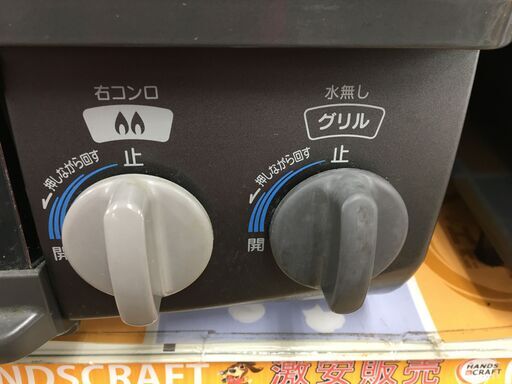 右コンロ
止
押しながら回す
開
水無し
グリル
止
押しながら回す
開
NDSCRAFT
激安販売
HANDS
CRAFT